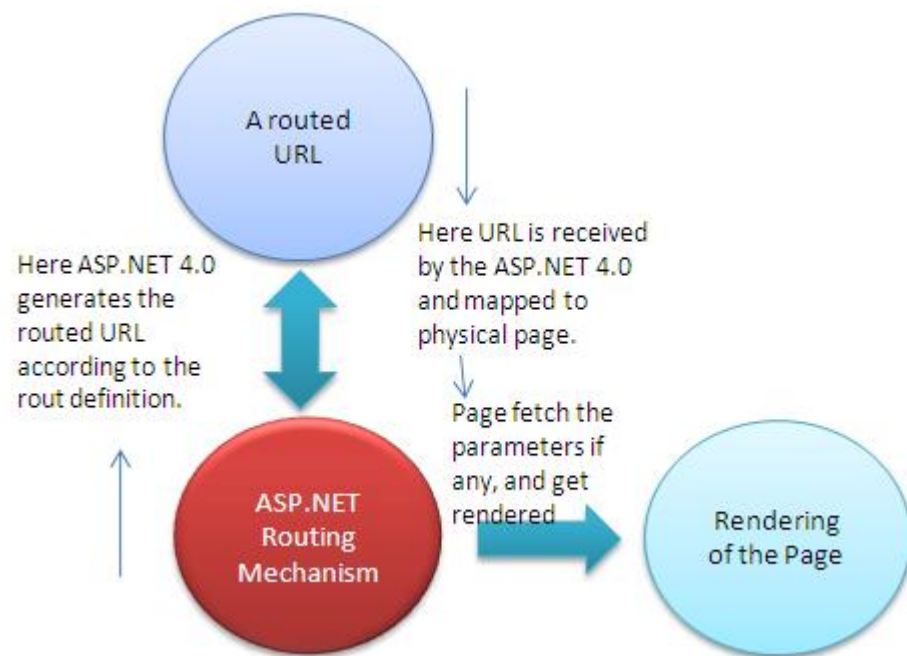 A routed
URL
Here ASP.NET 4.0
generates the
routed URL
according to the
rout definition.
Here URL is received
by the ASP.NET 4.0
and mapped to
physical page.
Page fetch the
parameters if
any, and get
rendered
ASP.NET
Routing
Mechanism
Rendering
of the Page